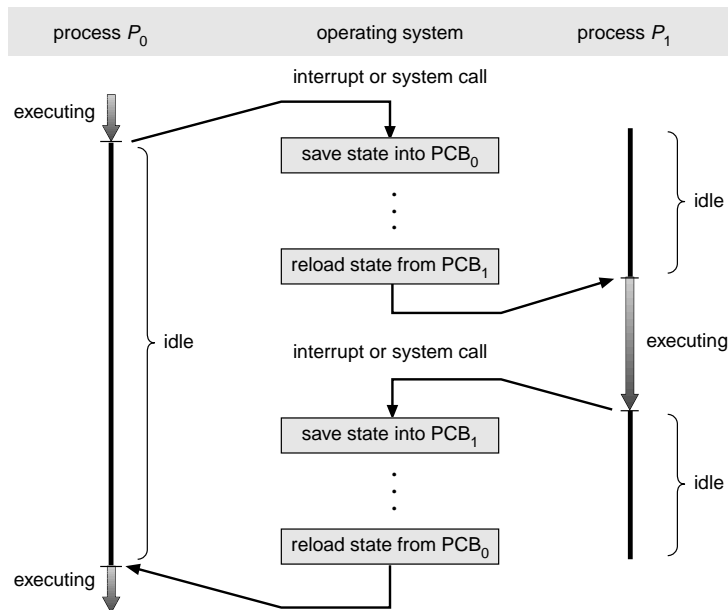 process P0 operating system process P1
interrupt or system call
executing
save state into PCB0
idle
reload state from PCB1
idle
executing
interrupt or system call
save state into PCB1
idle
reload state from PCB0
executing